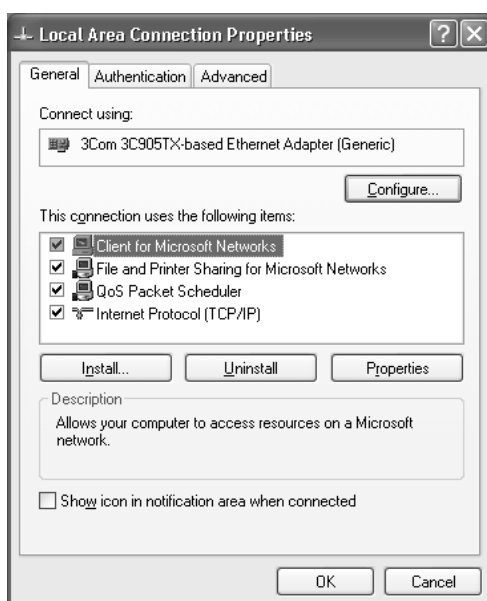 Local Area Connection Properties
General Authentication Advanced
Connect using:
3Com 3C905TX-based Ethernet Adapter (Generic)
Configure...
This connection uses the following items:
Client for Microsoft Networks
File and Printer Sharing for Microsoft Networks
QoS Packet Scheduler
Internet Protocol (TCP/IP)
Install... Uninstall Properties
Description
Allows your computer to access resources on a Microsoft
network.
Show icon in notification area when connected
OK Cancel